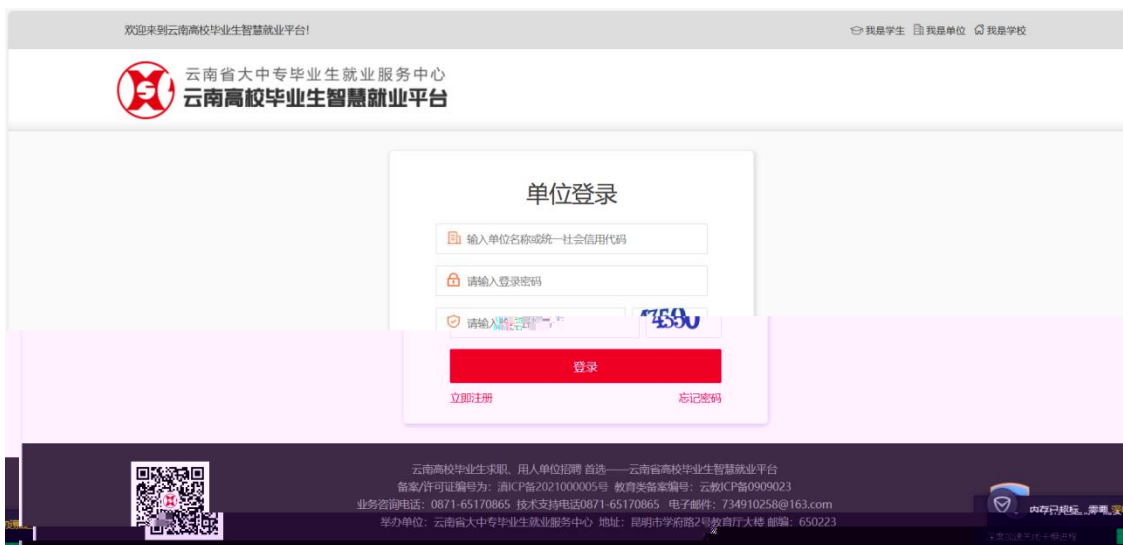 欢迎来到云南高校毕业生智慧就业平台!
我是学生 我是单位 我是学校
云南省大中专毕业生就业服务中心
云南高校毕业生智慧就业平台
单位登录
输入单位名称或统一社会信用代码
请输入登录密码
请输入
登录
立即注册 忘记密码
云南高校毕业生求职、用人单位招聘 首选——云南省高校毕业生智慧就业平台
备案/许可证编号为：滇ICP备2021000005号 教育类备案编号：云教ICP备0909023
业务咨询电话：0871-65170865 技术支持电话0871-65170865 电子邮件：734910258@163.com
举办单位：云南省大中专毕业生就业服务中心 地址：昆明市学府路2号教育厅大楼 邮编：650223
内存已超标，需要